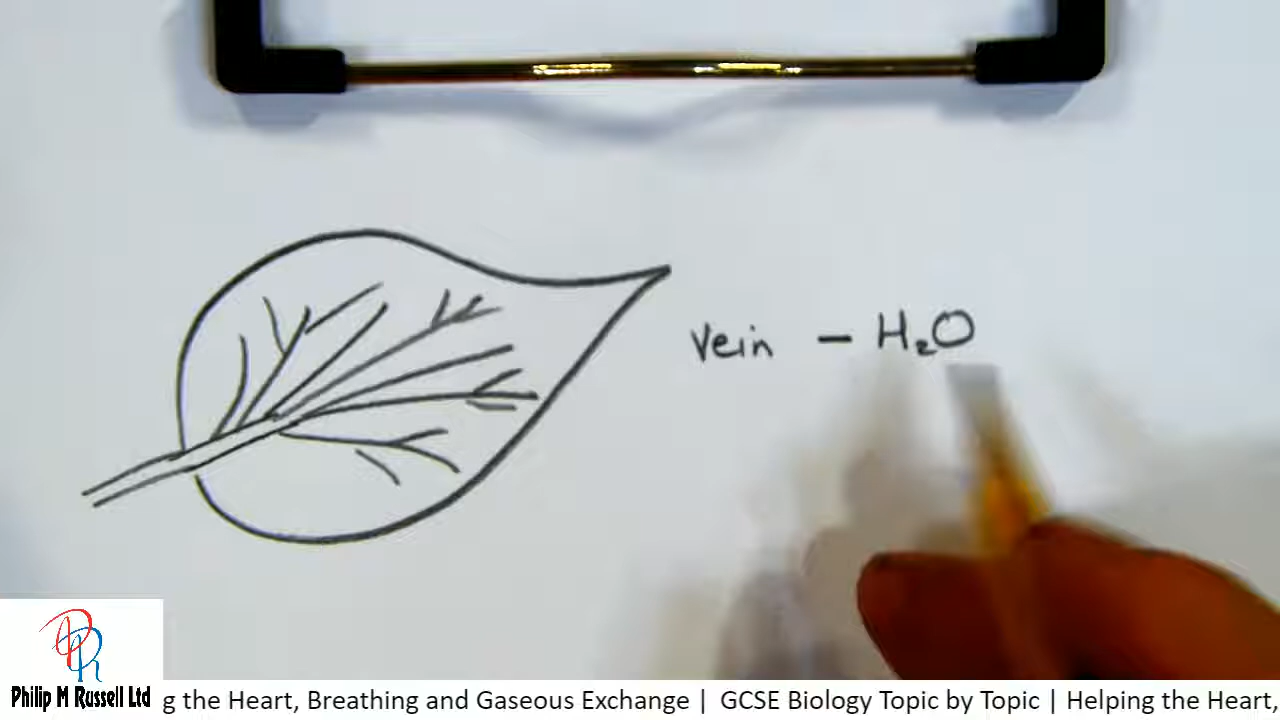 vein – H₂O
Philip M Russell Ltd
g the Heart, Breathing and Gaseous Exchange | GCSE Biology Topic by Topic | Helping the Heart,